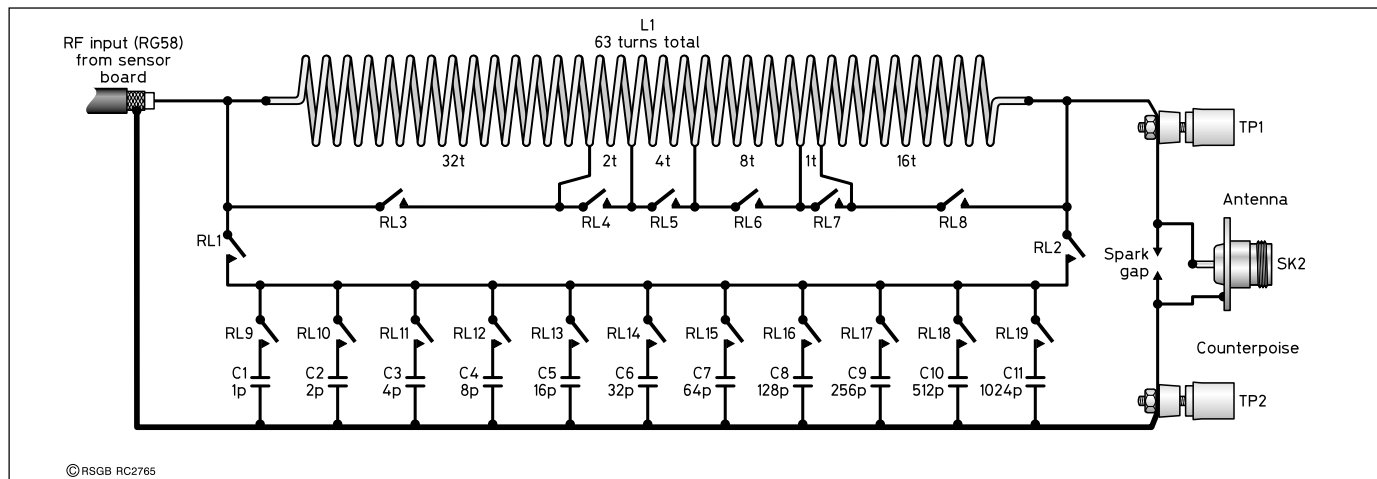 L1
63 turns total
RF input (RG58)
from sensor
board
TP1
32t
2t
4t
8t
1t
16t
RL3
RL4
RL5
RL6
RL7
RL8
Antenna
RL1
RL2
Spark
gap
SK2
RL9
RL10
RL11
RL12
RL13
RL14
RL15
RL16
RL17
RL18
RL19
Counterpoise
C1
1p
C2
2p
C3
4p
C4
8p
C5
16p
C6
32p
C7
64p
C8
128p
C9
256p
C10
512p
C11
1024p
TP2
©RSGB RC2765